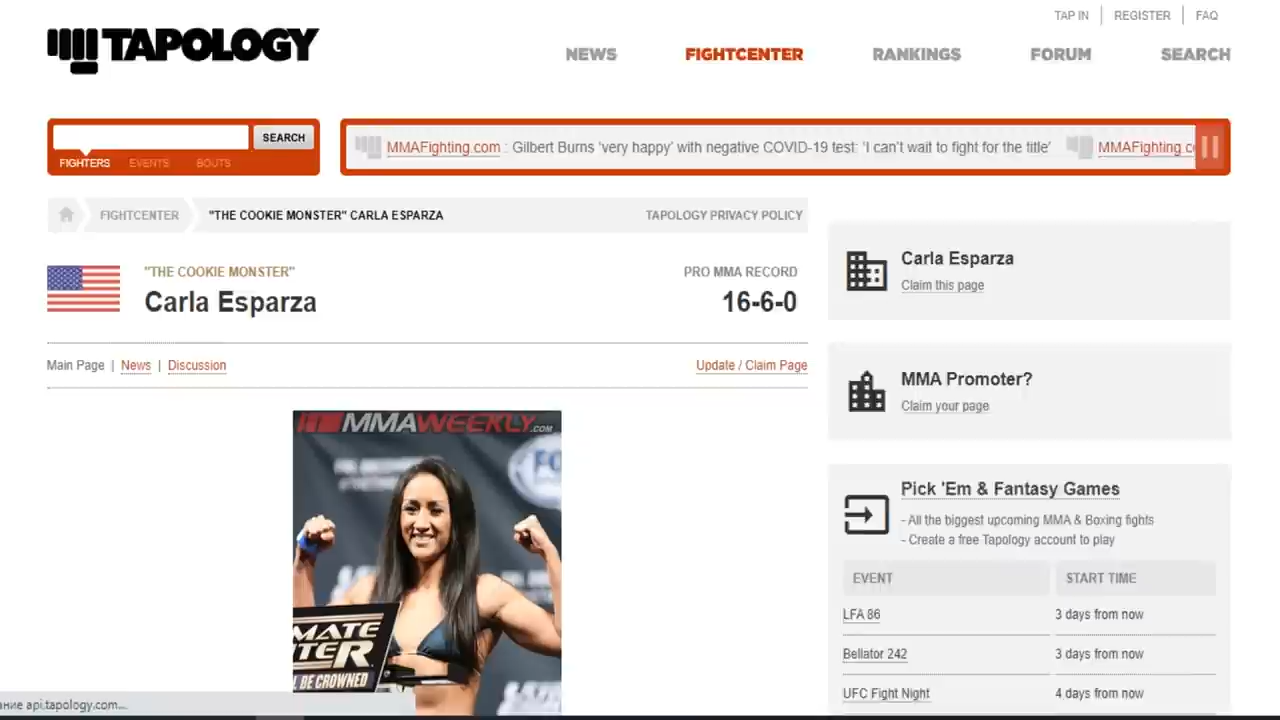 TAP IN
REGISTER
FAQ
TAPOLOGY
NEWS
FIGHTCENTER
RANKINGS
FORUM
SEARCH
SEARCH
FIGHTERS
EVENTS
BOUTS
MMAFighting.com : Gilbert Burns 'very happy' with negative COVID-19 test: 'I can't wait to fight for the title'
FIGHTCENTER
"THE COOKIE MONSTER" CARLA ESPARZA
TAPOLOGY PRIVACY POLICY
"THE COOKIE MONSTER"
Carla Esparza
PRO MMA RECORD
16-6-0
Main Page | News | Discussion
Update / Claim Page
MMAWEEKLY.COM
FOX
L BE CROWNED
Carla Esparza
Claim this page
MMA Promoter?
Claim your page
Pick 'Em & Fantasy Games
- All the biggest upcoming MMA & Boxing fights
- Create a free Tapology account to play
EVENT
START TIME
LFA 86
3 days from now
Bellator 242
3 days from now
UFC Fight Night
4 days from now
api.tapology.com...